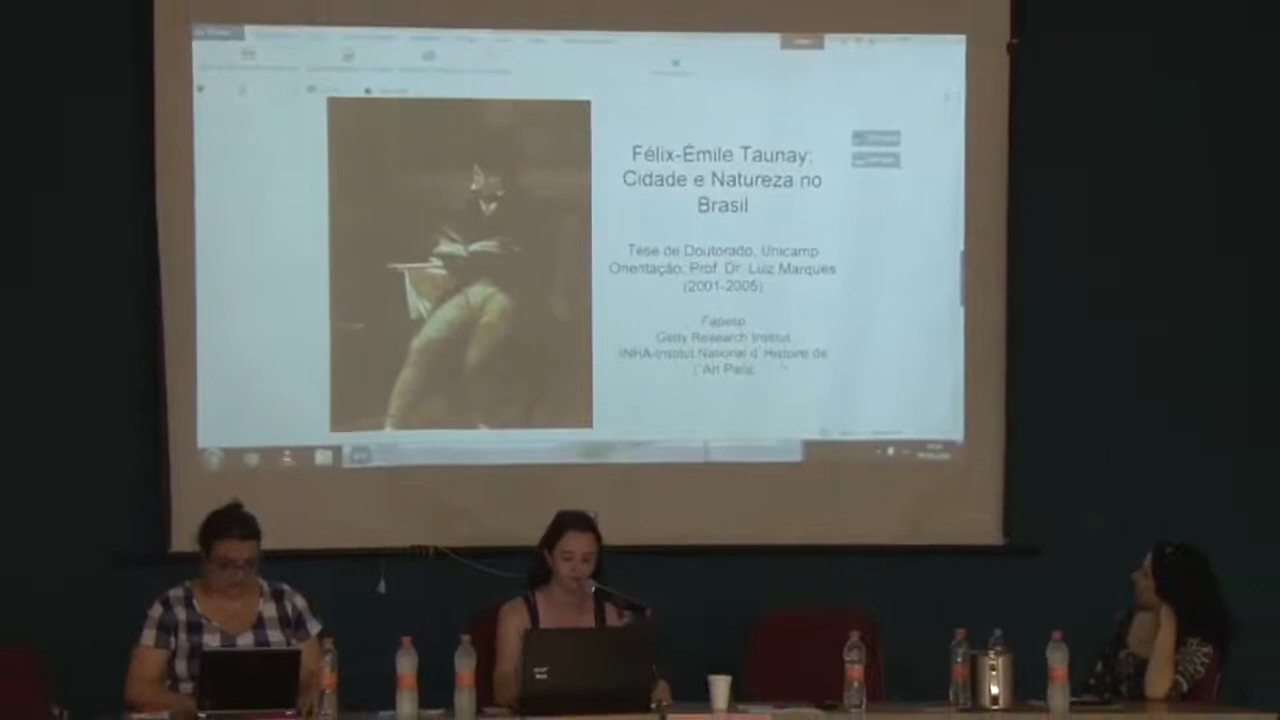 Félix-Émile Taunay:
Cidade e Natureza no
Brasil
Tese de Doutorado, Unicamp
Orientação: Prof. Dr. Luiz Marques
(2001-2005)
Fapesp
Getty Research Institut
INHA-Institut National d´Histoire de
l´Art Paris